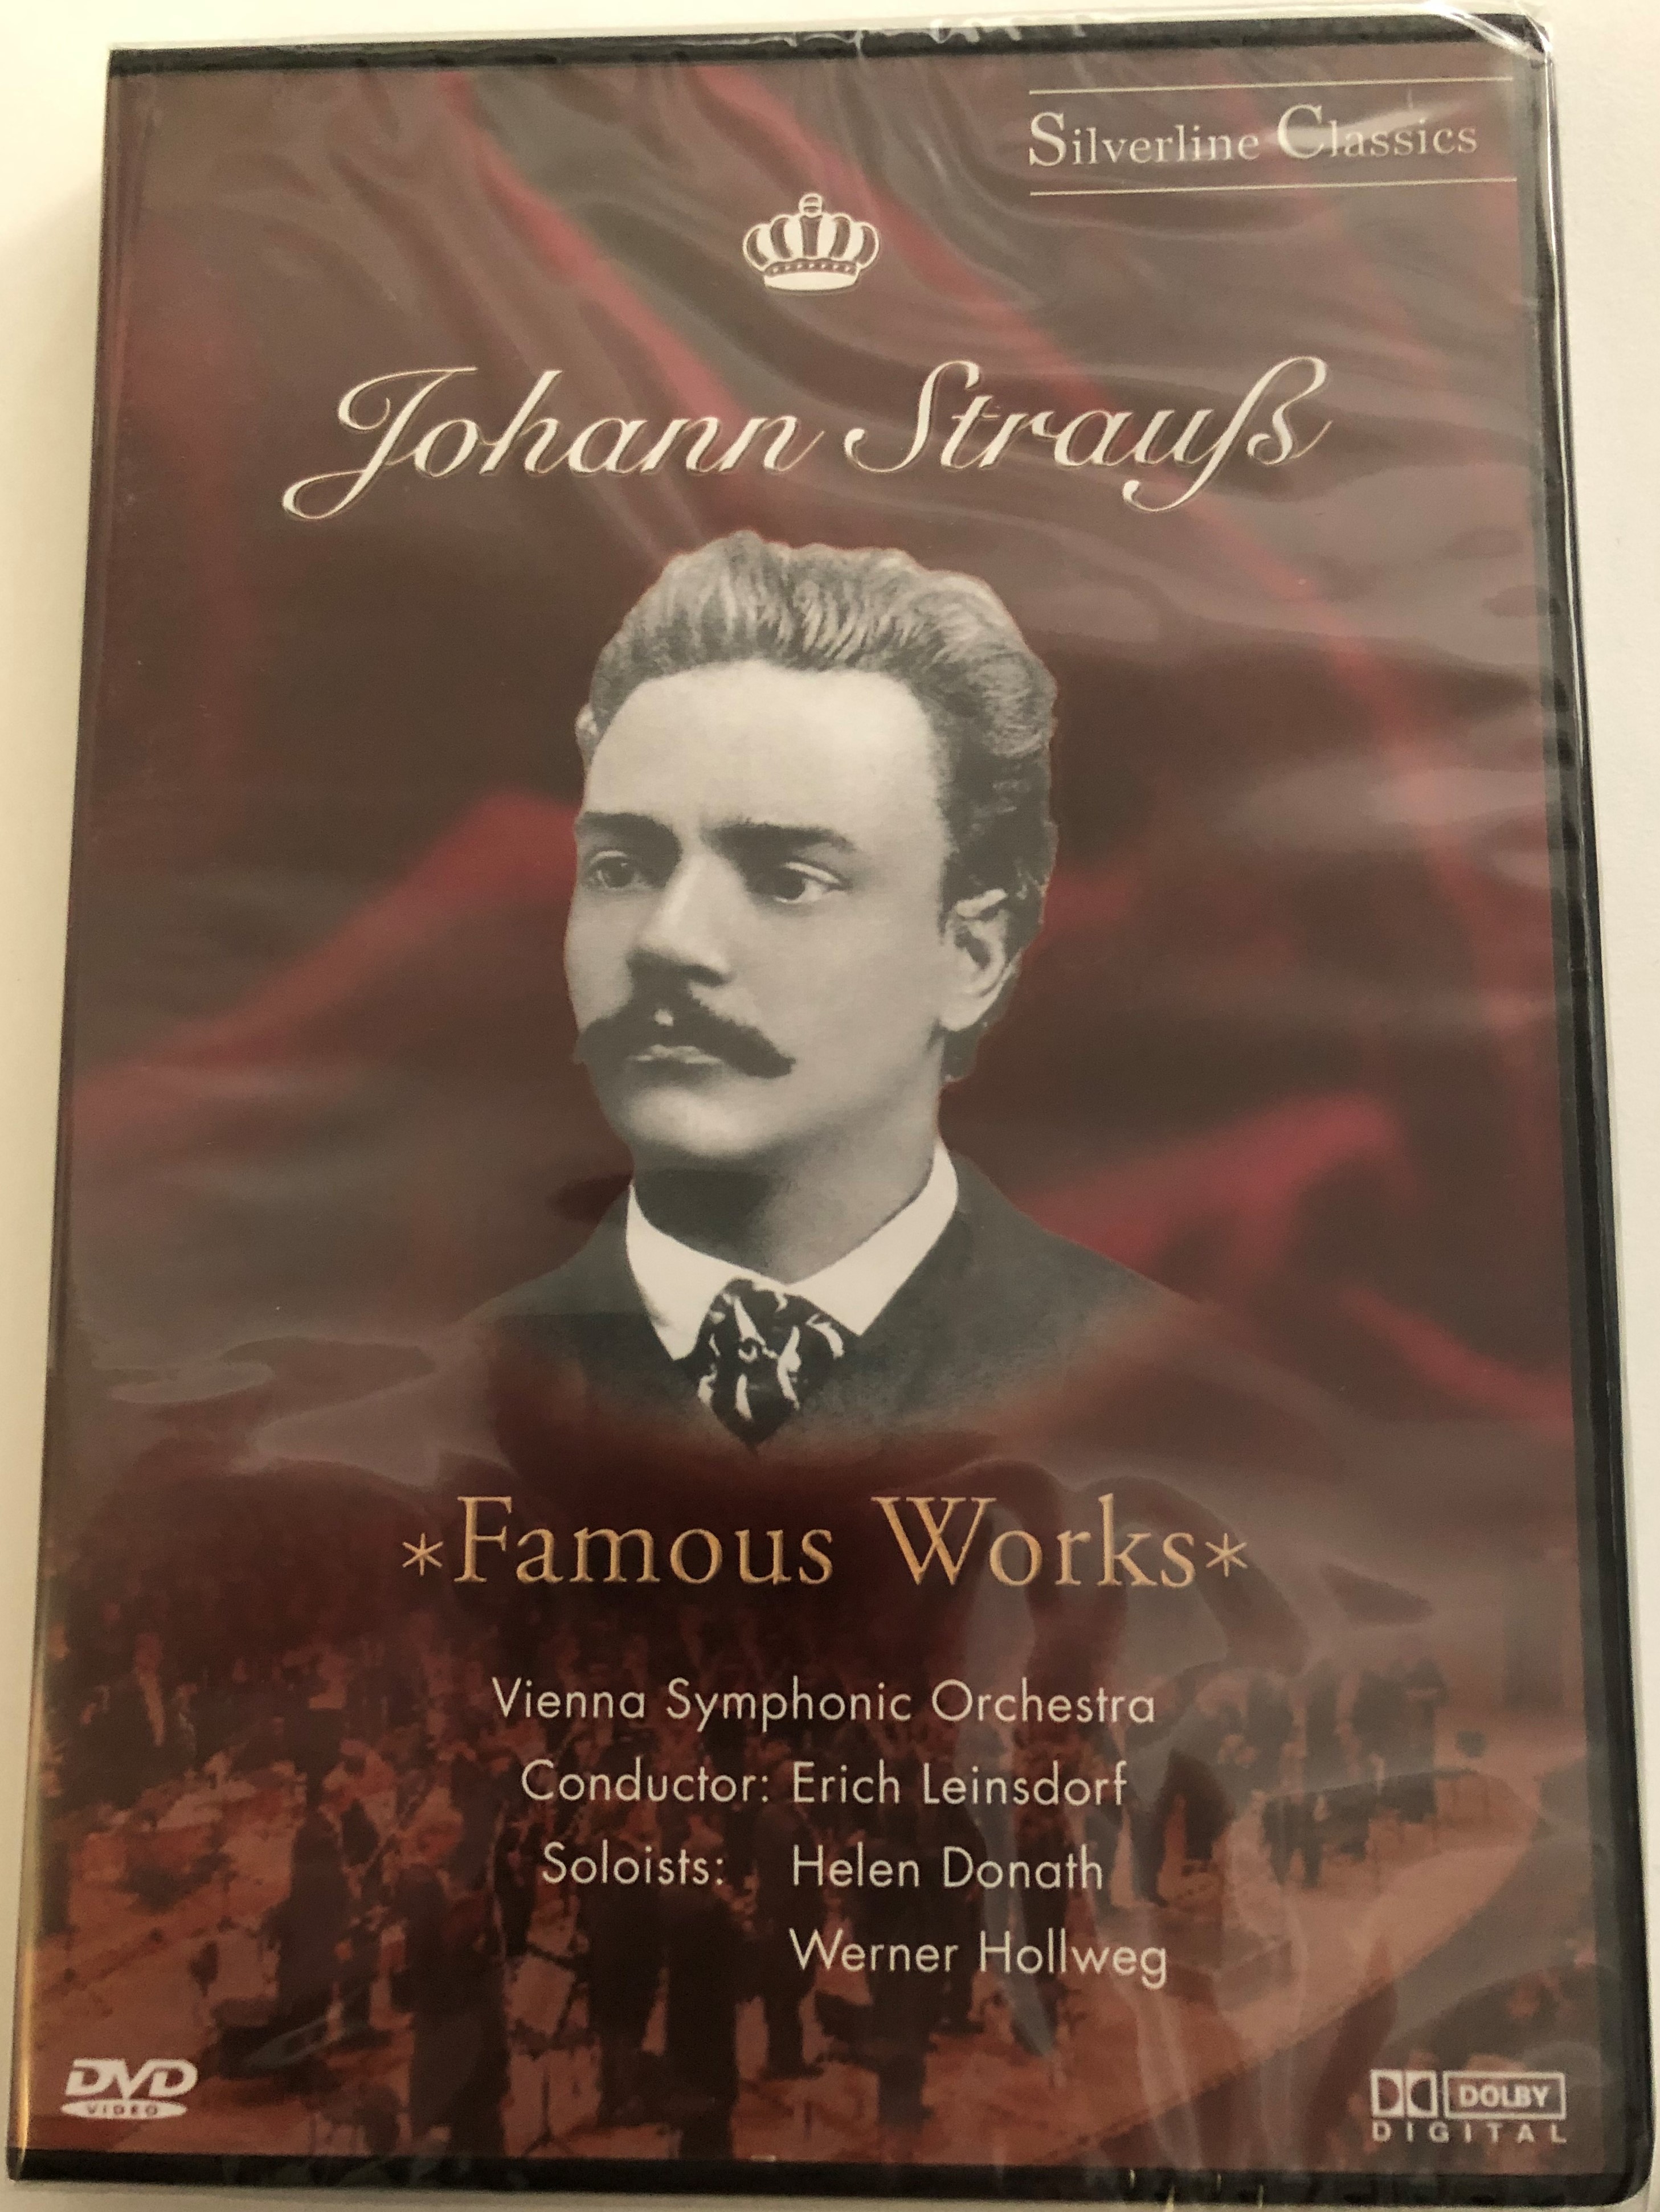 Silverline Classics
Johann Strauß
*Famous Works*
Vienna Symphonic Orchestra
Conductor: Erich Leinsdorf
Soloists: Helen Donath
Werner Hollweg
DVD
VIDEO
DOLBY
DIGITAL